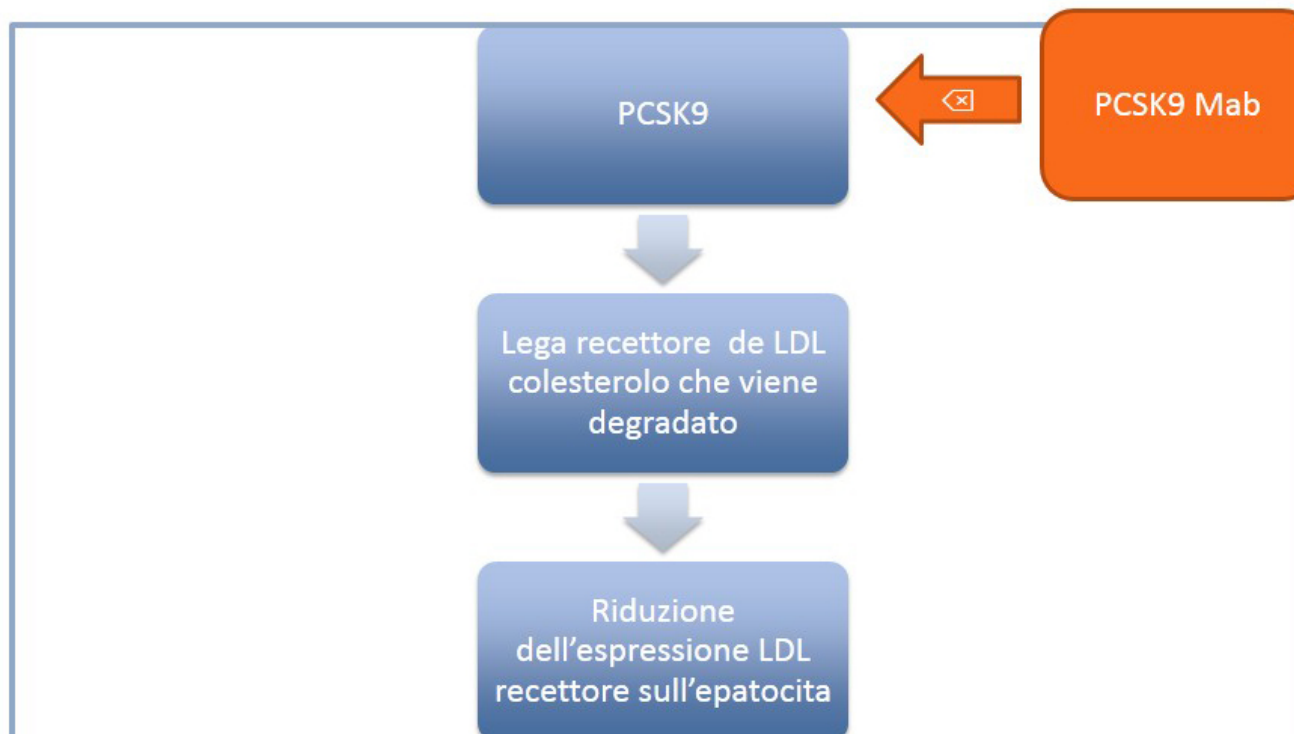 PCSK9
PCSK9 Mab
Lega recettore de LDL
colesterolo che viene
degradato
Riduzione
dell’espressione LDL
recettore sull’epatocita